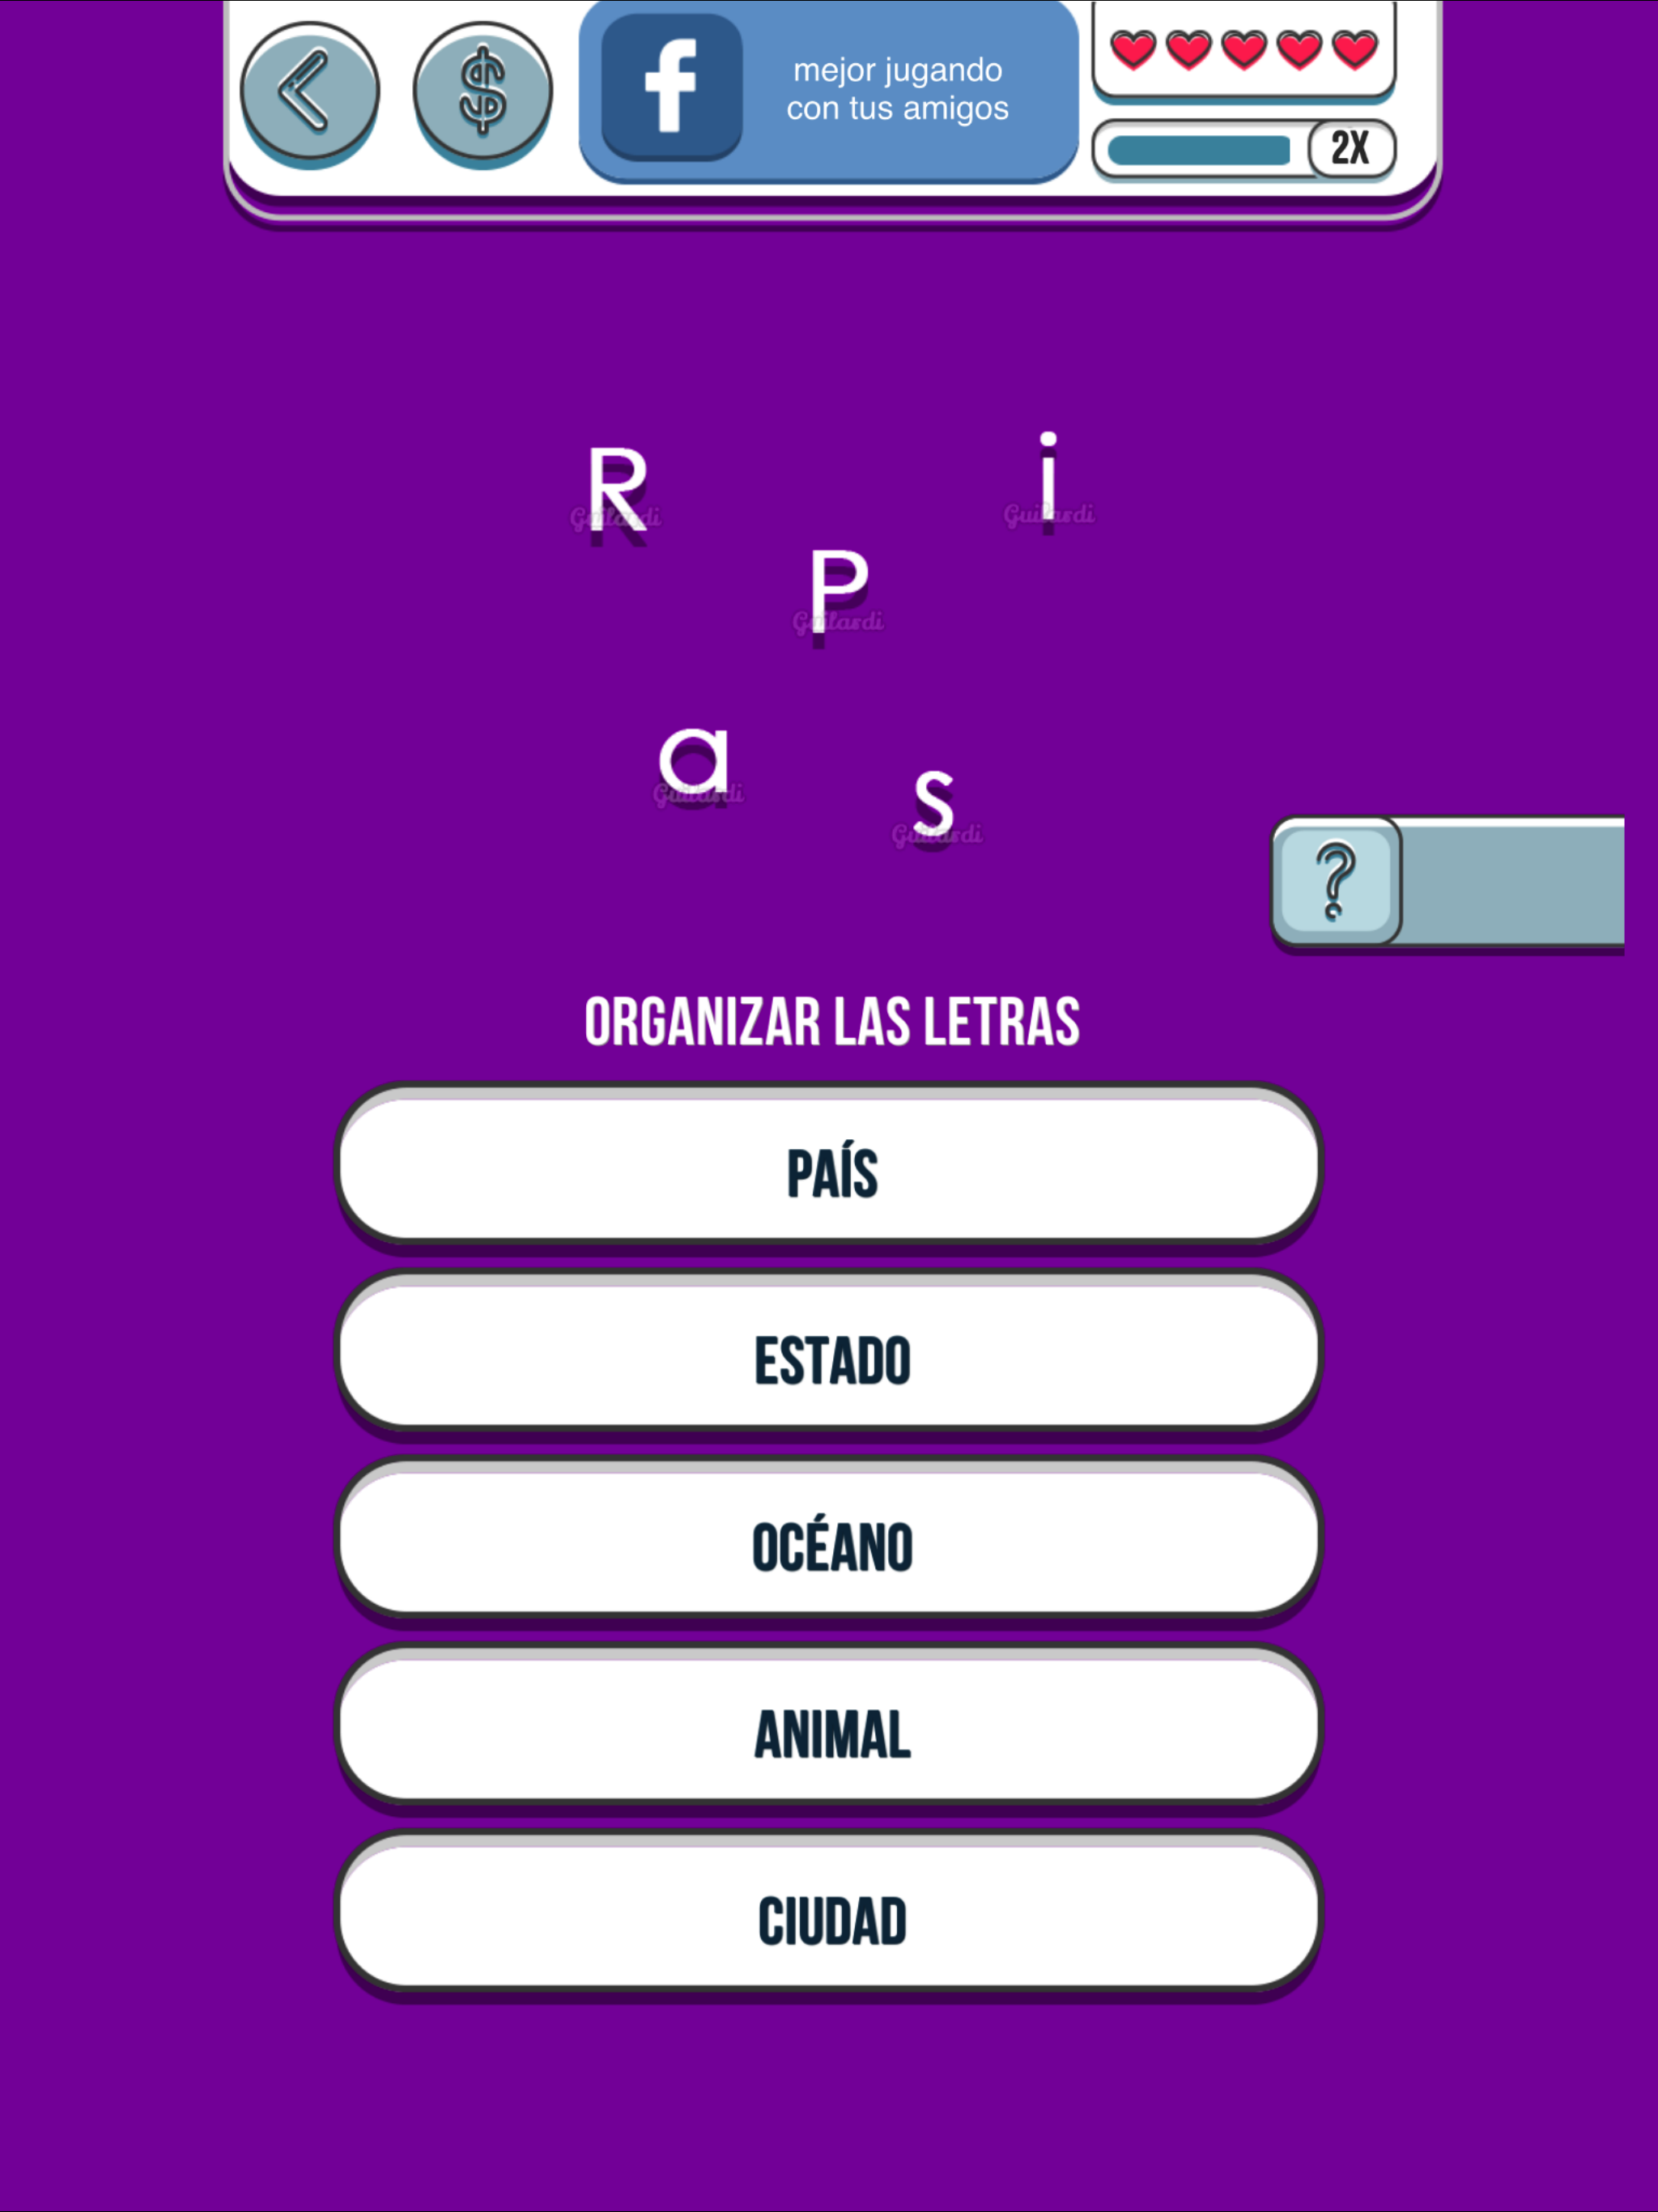 $
f
mejor jugando
con tus amigos
2X
R
i
Guilardi
Guilardi
P
Guilardi
a
s
Guilardi
Guilardi
?
ORGANIZAR LAS LETRAS
PAÍS
ESTADO
OCÉANO
ANIMAL
CIUDAD